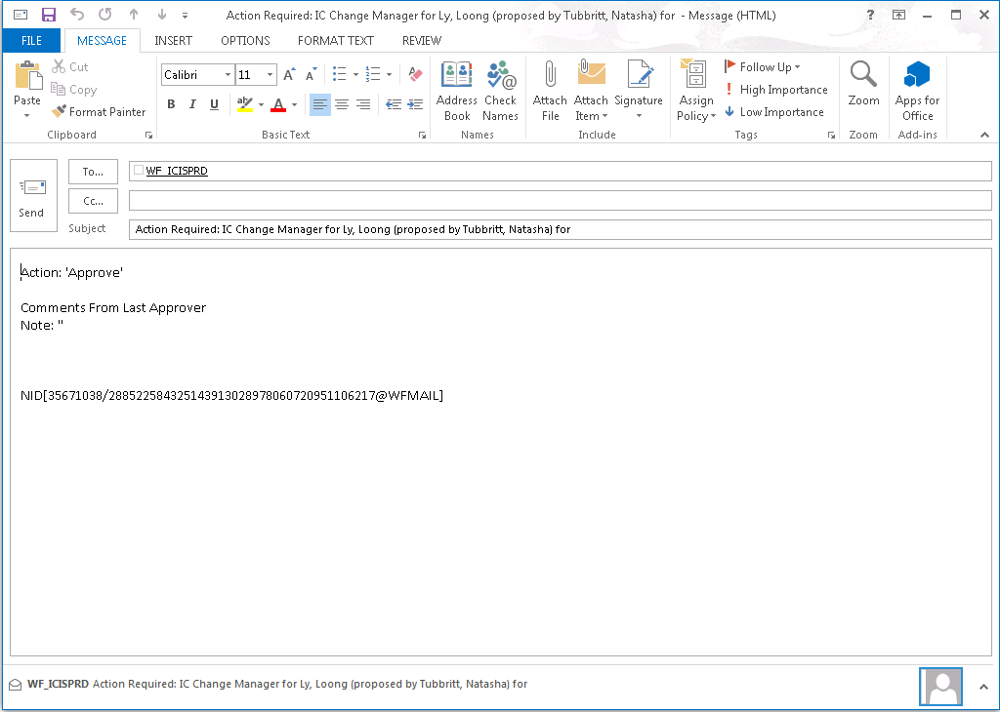 Action Required: IC Change Manager for Ly, Loong (proposed by Tubbritt, Natasha) for - Message (HTML)
?
FILE MESSAGE INSERT OPTIONS FORMAT TEXT REVIEW
Paste
Cut
Copy
Format Painter
Clipboard
Calibri 11 A A
B I U ab A
Basic Text
Address Book
Check Names
Names
Attach File
Attach Item
Signature
Include
Assign Policy
Follow Up
High Importance
Low Importance
Tags
Zoom
Zoom
Apps for Office
Add-ins
Send
To... WF_ICISPRD
Cc...
Subject Action Required: IC Change Manager for Ly, Loong (proposed by Tubbritt, Natasha) for
Action: 'Approve'
Comments From Last Approver
Note: ''
NID[35671038/288522584325143913028978060720951106217@WFMAIL]
WF_ICISPRD Action Required: IC Change Manager for Ly, Loong (proposed by Tubbritt, Natasha) for